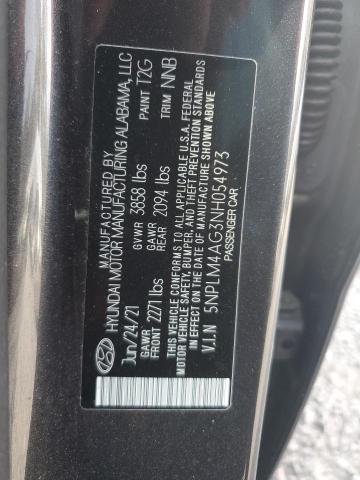 MANUFACTURED BY
HYUNDAI MOTOR MANUFACTURING ALABAMA, LLC
Jun/24/21 GVWR 3858 lbs PAINT T2G
GAWR FRONT 2271 lbs GAWR REAR 2094 lbs TRIM NNB
THIS VEHICLE CONFORMS TO ALL APPLICABLE U.S.A. FEDERAL
MOTOR VEHICLE SAFETY, BUMPER, AND THEFT PREVENTION STANDARDS
IN EFFECT ON THE DATE OF MANUFACTURE SHOWN ABOVE
V.I.N 5NPLM4AG3NH054973
PASSENGER CAR